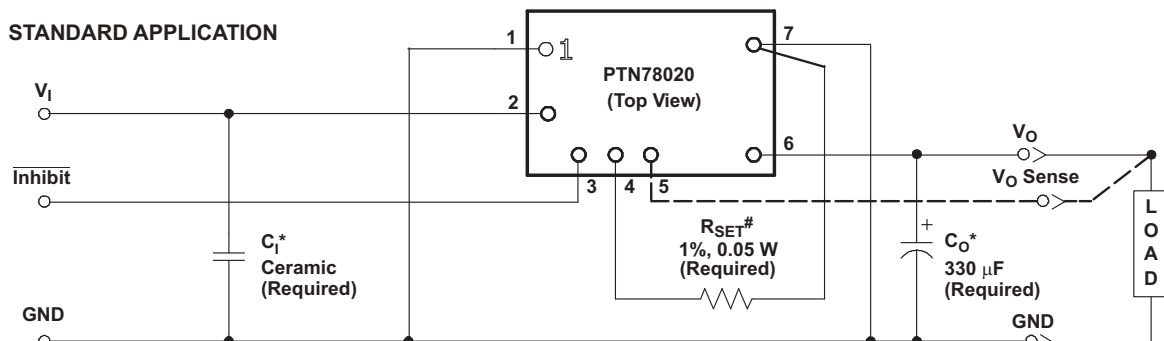 STANDARD APPLICATION
1
1
7
PTN78020
(Top View)
V_I
2
6
V_O
Inhibit
3
4
5
V_O Sense
R_SET#
1%, 0.05 W
(Required)
C_I*
Ceramic
(Required)
+
C_O*
330 μF
(Required)
LOAD
GND
GND